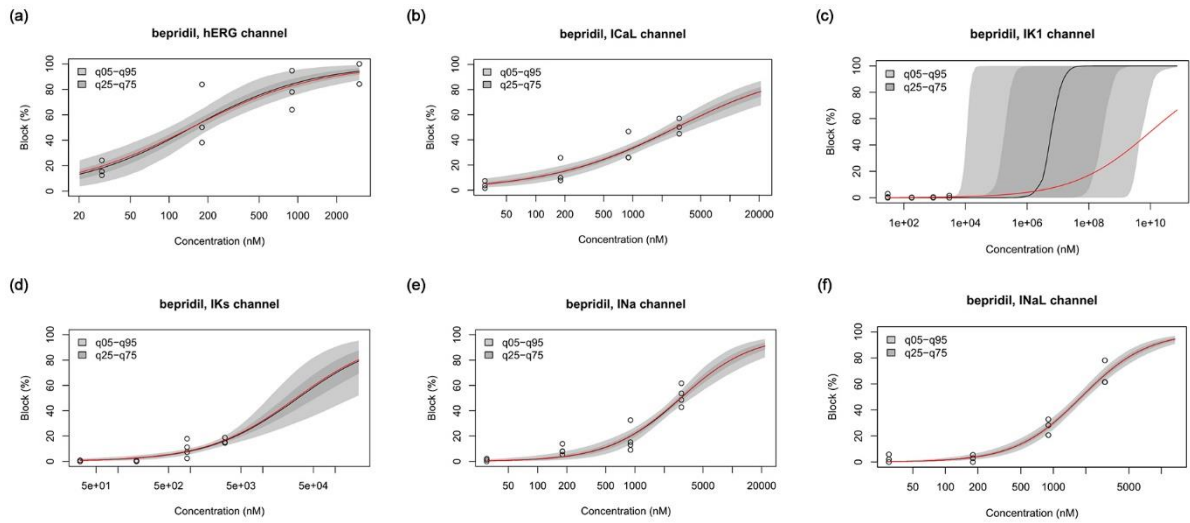 (a)
bepridil, hERG channel
q05−q95
q25−q75
Block (%)
0 20 40 60 80 100
20 50 100 200 500 1000 2000
Concentration (nM)
(b)
bepridil, ICaL channel
q05−q95
q25−q75
Block (%)
0 20 40 60 80 100
50 200 500 2000 5000 20000
Concentration (nM)
(c)
bepridil, IK1 channel
q05−q95
q25−q75
Block (%)
0 20 40 60 80 100
1e+02 1e+04 1e+06 1e+08 1e+10
Concentration (nM)
(d)
bepridil, IKs channel
q05−q95
q25−q75
Block (%)
0 20 40 60 80 100
5e+01 5e+02 5e+03 5e+04
Concentration (nM)
(e)
bepridil, INa channel
q05−q95
q25−q75
Block (%)
0 20 40 60 80 100
50 200 500 2000 5000 20000
Concentration (nM)
(f)
bepridil, INaL channel
q05−q95
q25−q75
Block (%)
0 20 40 60 80 100
50 200 500 1000 5000
Concentration (nM)